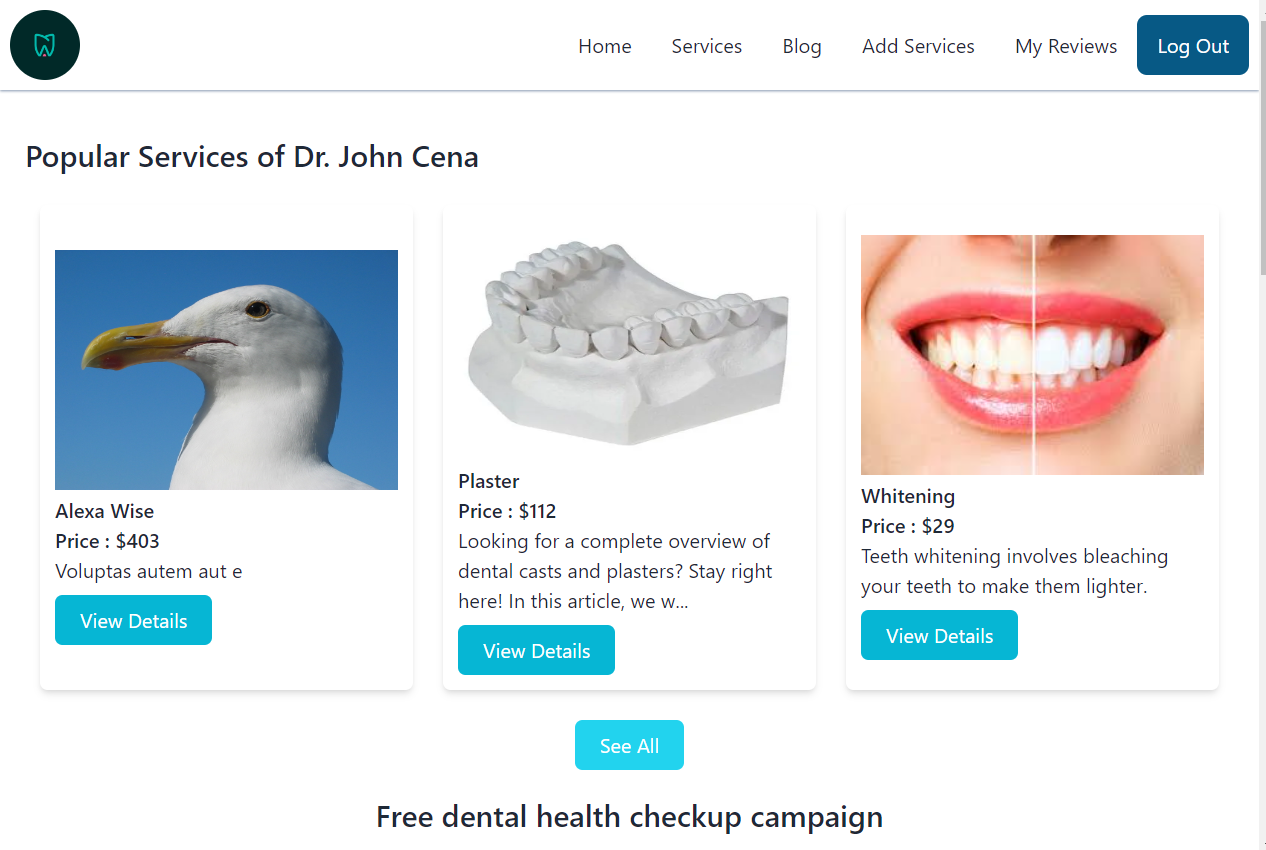 Home Services Blog Add Services My Reviews Log Out
Popular Services of Dr. John Cena
Alexa Wise
Price : $403
Voluptas autem aut e
View Details
Plaster
Price : $112
Looking for a complete overview of
dental casts and plasters? Stay right
here! In this article, we w...
View Details
Whitening
Price : $29
Teeth whitening involves bleaching
your teeth to make them lighter.
View Details
See All
Free dental health checkup campaign